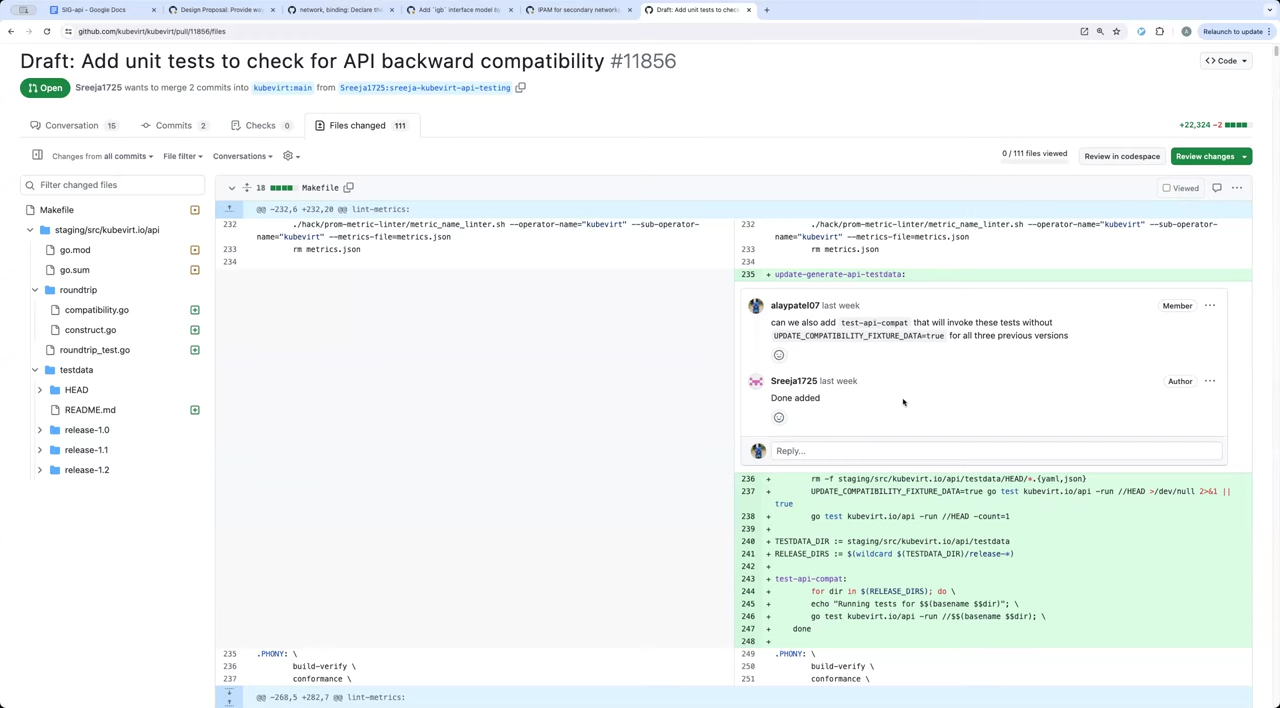 SIG-api - Google Docs
Design Proposal: Provide wa
network, binding: Declare the
Add `igb` interface model ty
IPAM for secondary network
Draft: Add unit tests to check
github.com/kubevirt/kubevirt/pull/11856/files
A
Relaunch to update
Draft: Add unit tests to check for API backward compatibility #11856
<> Code
Open
Sreeja1725 wants to merge 2 commits into kubevirt:main from Sreeja1725:sreeja-kubevirt-api-testing
Conversation 15
Commits 2
Checks 0
Files changed 111
+22,324 −2
Changes from all commits
File filter
Conversations
0 / 111 files viewed
Review in codespace
Review changes
Filter changed files
Makefile
staging/src/kubevirt.io/api
go.mod
go.sum
roundtrip
compatibility.go
construct.go
roundtrip_test.go
testdata
HEAD
README.md
release-1.0
release-1.1
release-1.2
18 Makefile
Viewed
@@ -232,6 +232,20 @@ lint-metrics:
232 ./hack/prom-metric-linter/metric_name_linter.sh --operator-name="kubevirt" --sub-operator-
name="kubevirt" --metrics-file=metrics.json
233 rm metrics.json
234
232 ./hack/prom-metric-linter/metric_name_linter.sh --operator-name="kubevirt" --sub-operator-
name="kubevirt" --metrics-file=metrics.json
233 rm metrics.json
234
235 + update-generate-api-testdata:
alaypatel07 last week
Member
can we also add test-api-compat that will invoke these tests without
UPDATE_COMPATIBILITY_FIXTURE_DATA=true for all three previous versions
Sreeja1725 last week
Author
Done added
Reply...
236 + rm -f staging/src/kubevirt.io/api/testdata/HEAD/*.{yaml,json}
237 + UPDATE_COMPATIBILITY_FIXTURE_DATA=true go test kubevirt.io/api -run //HEAD >/dev/null 2>&1 ||
true
238 + go test kubevirt.io/api -run //HEAD -count=1
239 +
240 + TESTDATA_DIR := staging/src/kubevirt.io/api/testdata
241 + RELEASE_DIRS := $(wildcard $(TESTDATA_DIR)/release-*)
242 +
243 + test-api-compat:
244 + for dir in $(RELEASE_DIRS); do \
245 + echo "Running tests for $$(basename $$dir)"; \
246 + go test kubevirt.io/api -run //$$(basename $$dir); \
247 + done
248 +
235 .PHONY: \
236 build-verify \
237 conformance \
249 .PHONY: \
250 build-verify \
251 conformance \
@@ -268,5 +282,7 @@ lint-metrics: